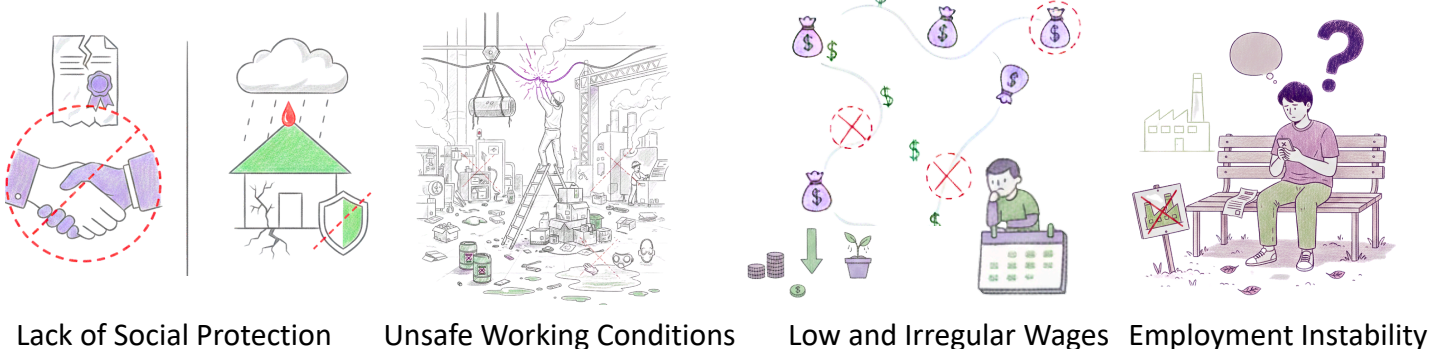 Lack of Social Protection
Unsafe Working Conditions
Low and Irregular Wages
Employment Instability